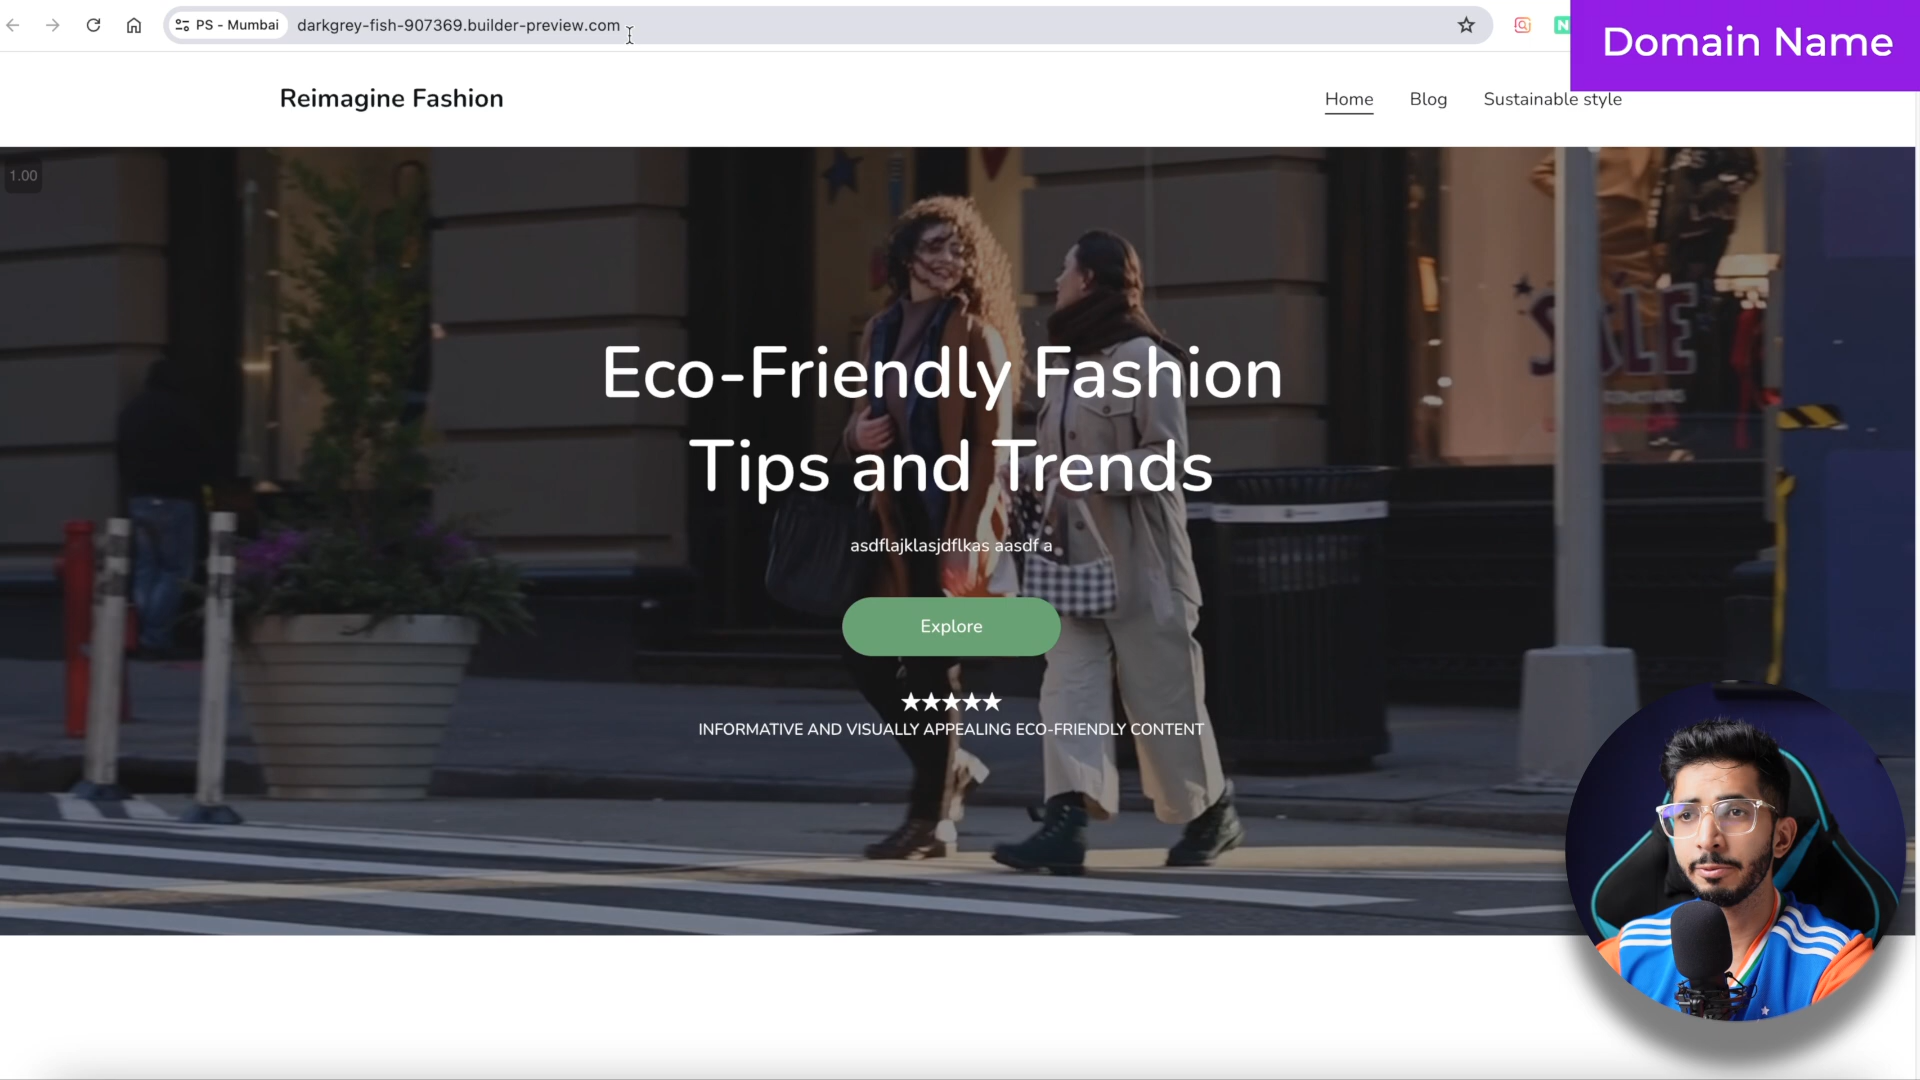 PS - Mumbai darkgrey-fish-907369.builder-preview.com
N
Domain Name
Reimagine Fashion
Home Blog Sustainable style
1.00
SALE
Eco-Friendly Fashion
Tips and Trends
asdflajklasjdflkas aasdf a
Explore
★★★★★
INFORMATIVE AND VISUALLY APPEALING ECO-FRIENDLY CONTENT